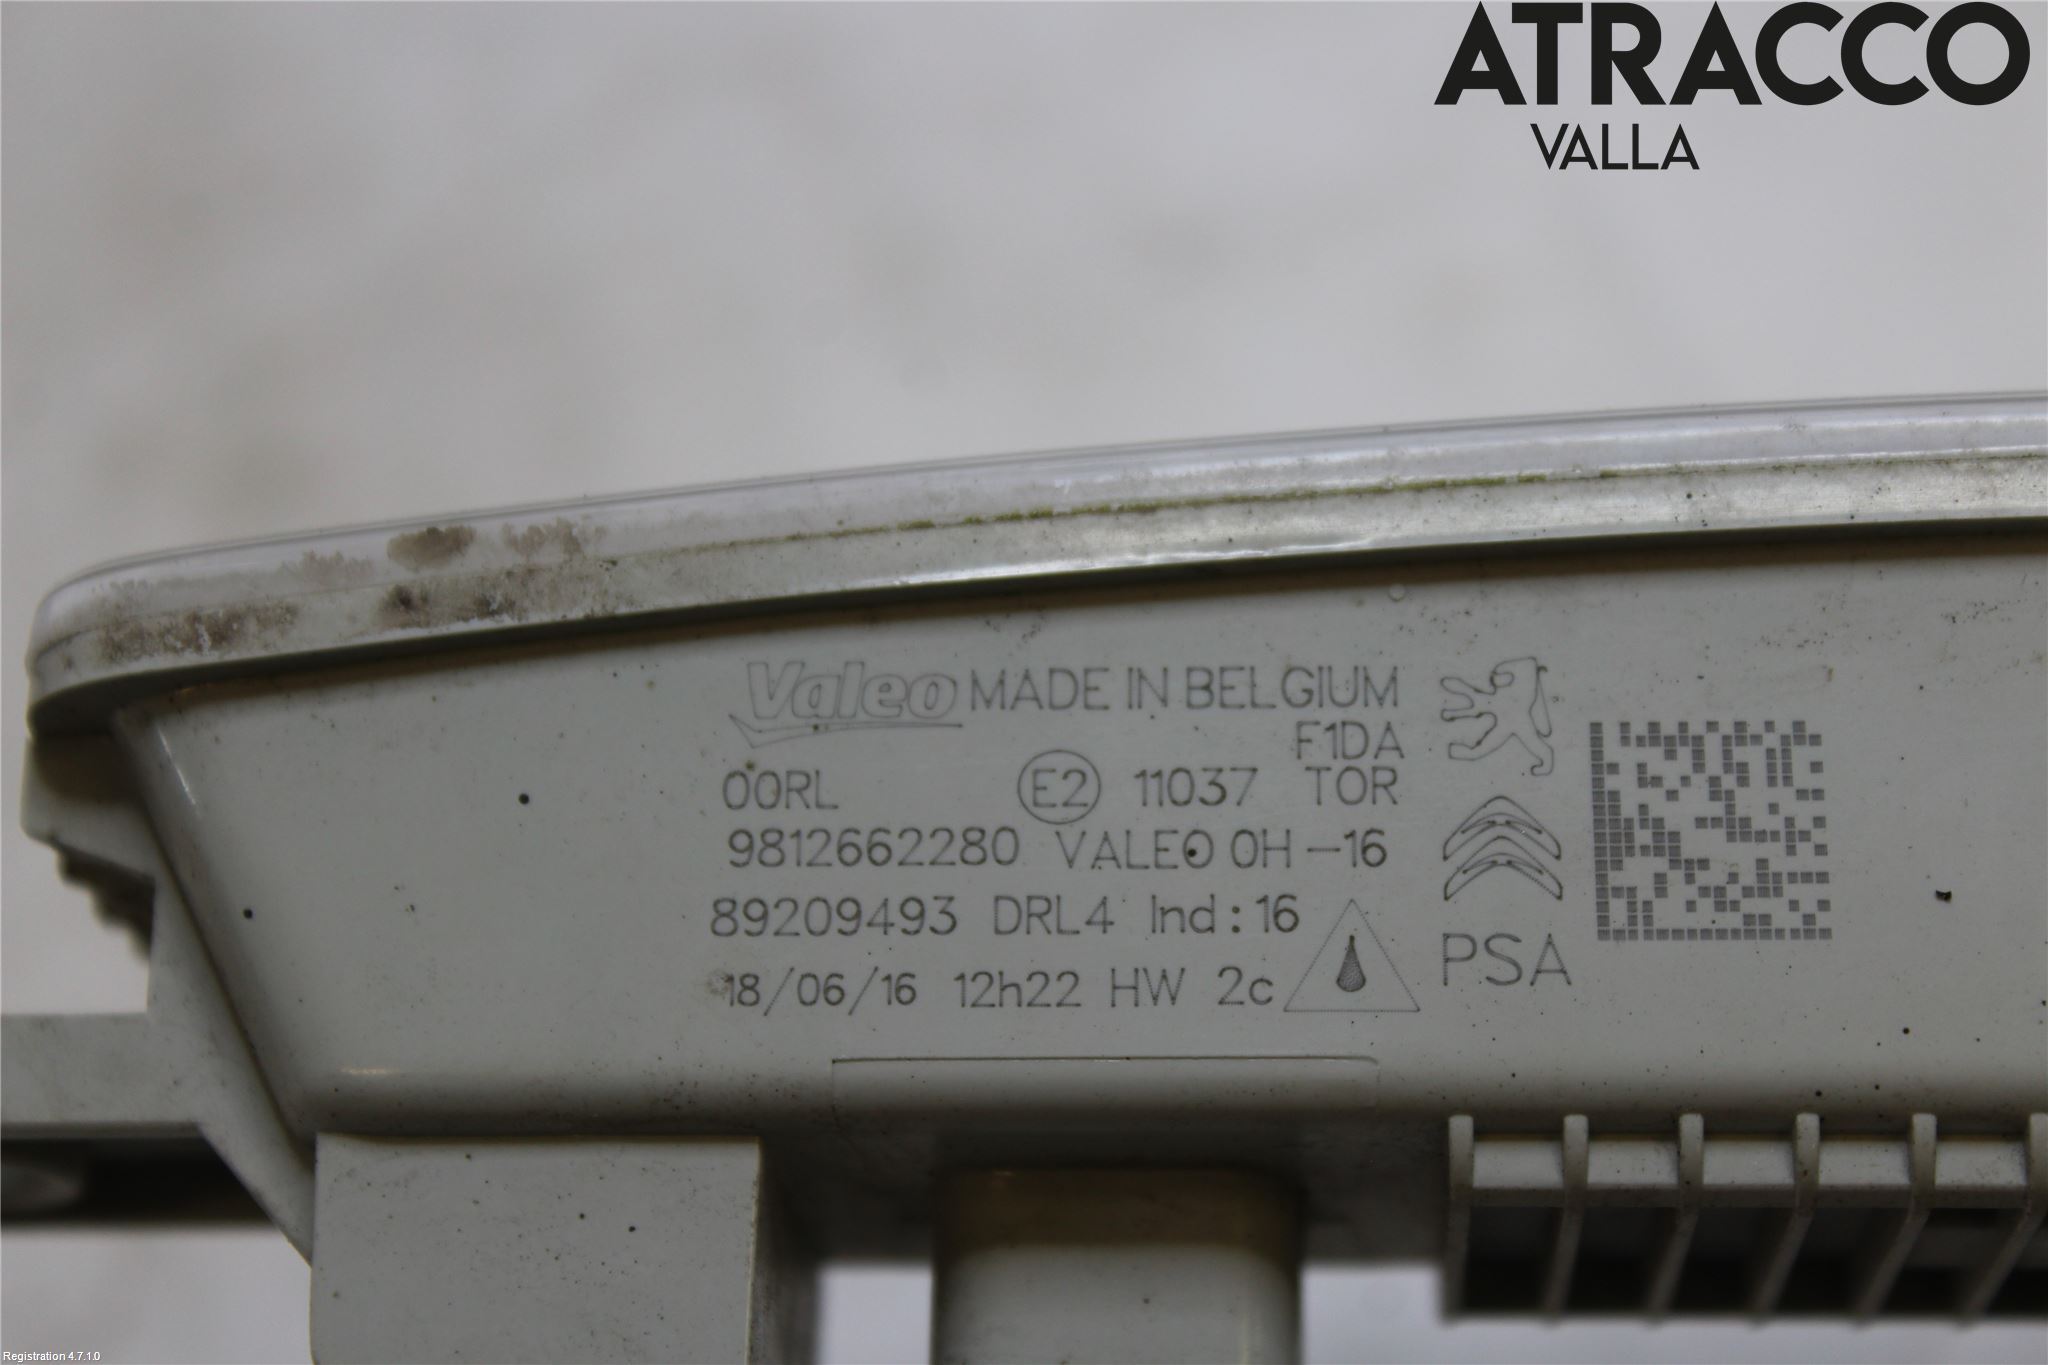 ATRACCO
VALLA
Valeo MADE IN BELGIUM
F1DA
00RL E2 11037 TOR
9812662280 VALEO 0H-16
89209493 DRL4 Ind:16
18/06/16 12h22 HW 2c
PSA
Registration 4.7.1.0